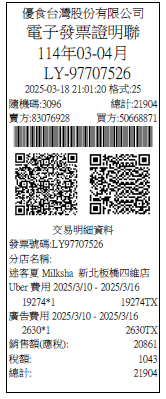 優食台灣股份有限公司
電子發票證明聯
114年03-04月
LY-97707526
2025-03-18 21:01:20 格式:25
隨機碼:3096 總計:21904
賣方:83076928 買方:50668871
交易明細資料
發票號碼:LY97707526
分店名稱:
迷客夏 Milksha 新北板橋四維店
Uber 費用 2025/3/10 - 2025/3/16
19274*1 19274TX
廣告費用 2025/3/10 - 2025/3/16
2630*1 2630TX
銷售額(應稅): 20861
稅額: 1043
總計: 21904